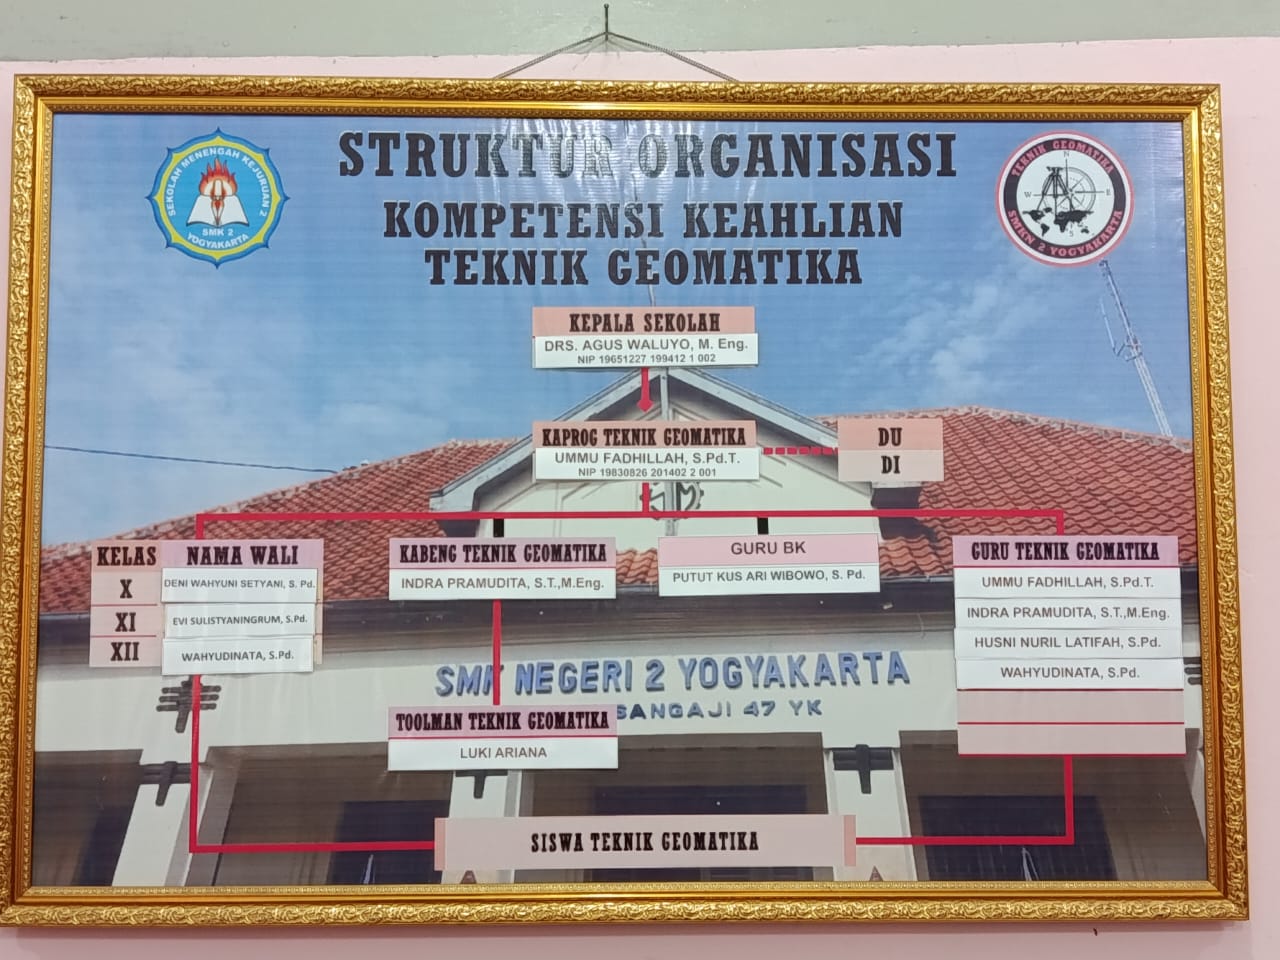 STRUKTUR ORGANISASI
KOMPETENSI KEAHLIAN
TEKNIK GEOMATIKA
SEKOLAH MENENGAH KEJURUAN 2
SMK 2
YOGYAKARTA
TEKNIK GEOMATIKA
N
W E
S
SMKN 2 YOGYAKARTA
KEPALA SEKOLAH
DRS. AGUS WALUYO, M. Eng.
NIP 19651227 199412 1 002
KAPROG TEKNIK GEOMATIKA
UMMU FADHILLAH, S.Pd.T.
NIP 19830826 201402 2 001
DU
DI
KELAS
NAMA WALI
X
DENI WAHYUNI SETYANI, S. Pd.
XI
EVI SULISTYANINGRUM, S.Pd.
XII
WAHYUDINATA, S.Pd.
KABENG TEKNIK GEOMATIKA
INDRA PRAMUDITA, S.T.,M.Eng.
GURU BK
PUTUT KUS ARI WIBOWO, S. Pd.
GURU TEKNIK GEOMATIKA
UMMU FADHILLAH, S.Pd.T.
INDRA PRAMUDITA, S.T.,M.Eng.
HUSNI NURIL LATIFAH, S.Pd.
WAHYUDINATA, S.Pd.
SMK NEGERI 2 YOGYAKARTA
SANGAJI 47 YK
TOOLMAN TEKNIK GEOMATIKA
LUKI ARIANA
SISWA TEKNIK GEOMATIKA